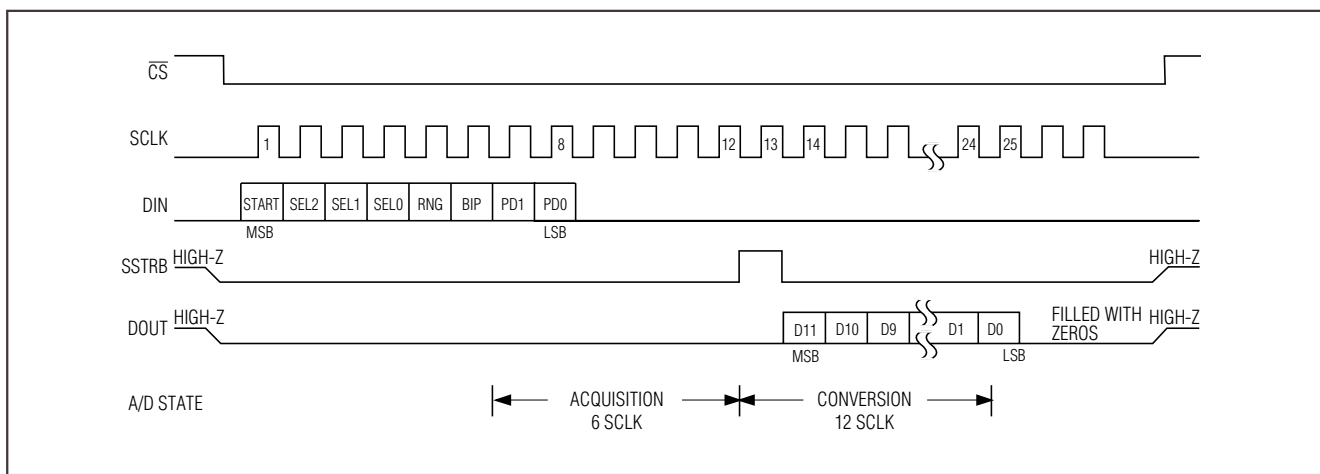 C̅S̅
SCLK 1 8 12 13 14 24 25
DIN START SEL2 SEL1 SEL0 RNG BIP PD1 PD0
MSB LSB
SSTRB HIGH-Z HIGH-Z
DOUT HIGH-Z D11 D10 D9 D1 D0 FILLED WITH ZEROS HIGH-Z
MSB LSB
A/D STATE ACQUISITION CONVERSION
6 SCLK 12 SCLK